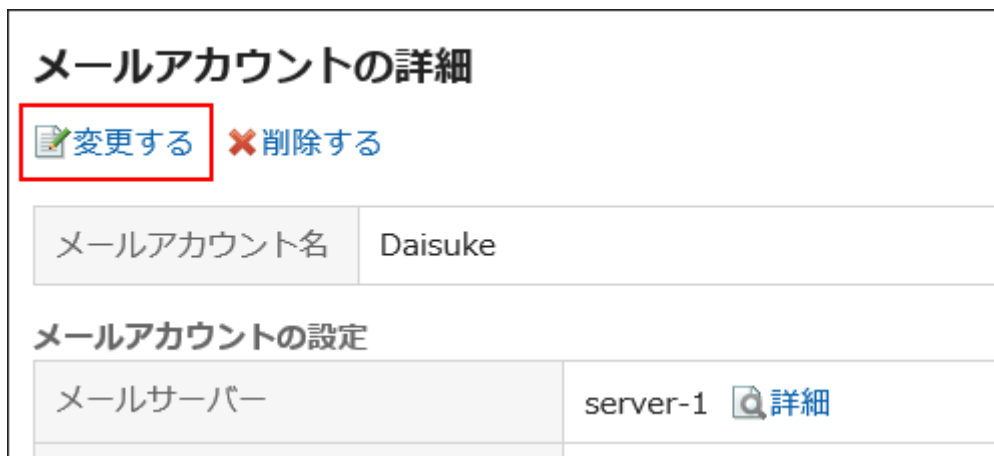 メールアカウントの詳細
変更する 削除する
メールアカウント名 Daisuke
メールアカウントの設定
メールサーバー server-1 詳細